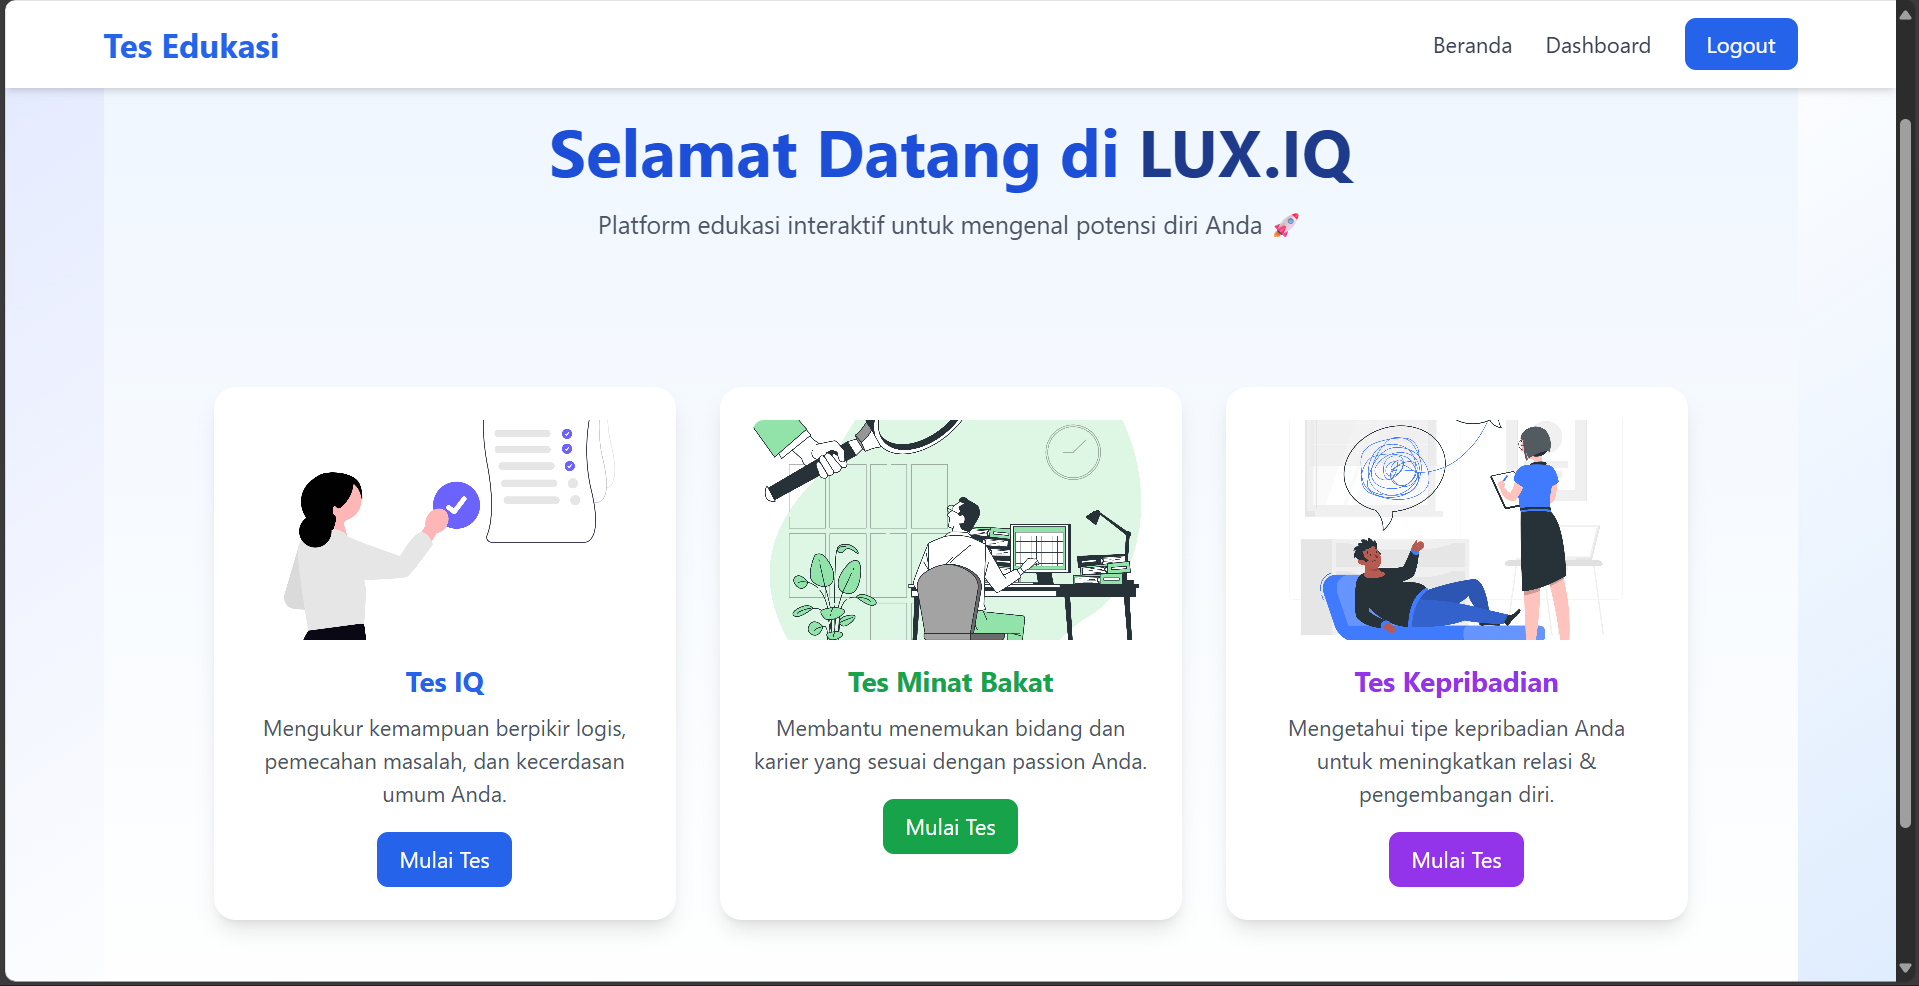 Tes Edukasi
Beranda
Dashboard
Logout
Selamat Datang di LUX.IQ
Platform edukasi interaktif untuk mengenal potensi diri Anda 🚀
Tes IQ
Mengukur kemampuan berpikir logis,
pemecahan masalah, dan kecerdasan
umum Anda.
Mulai Tes
Tes Minat Bakat
Membantu menemukan bidang dan
karier yang sesuai dengan passion Anda.
Mulai Tes
Tes Kepribadian
Mengetahui tipe kepribadian Anda
untuk meningkatkan relasi &
pengembangan diri.
Mulai Tes